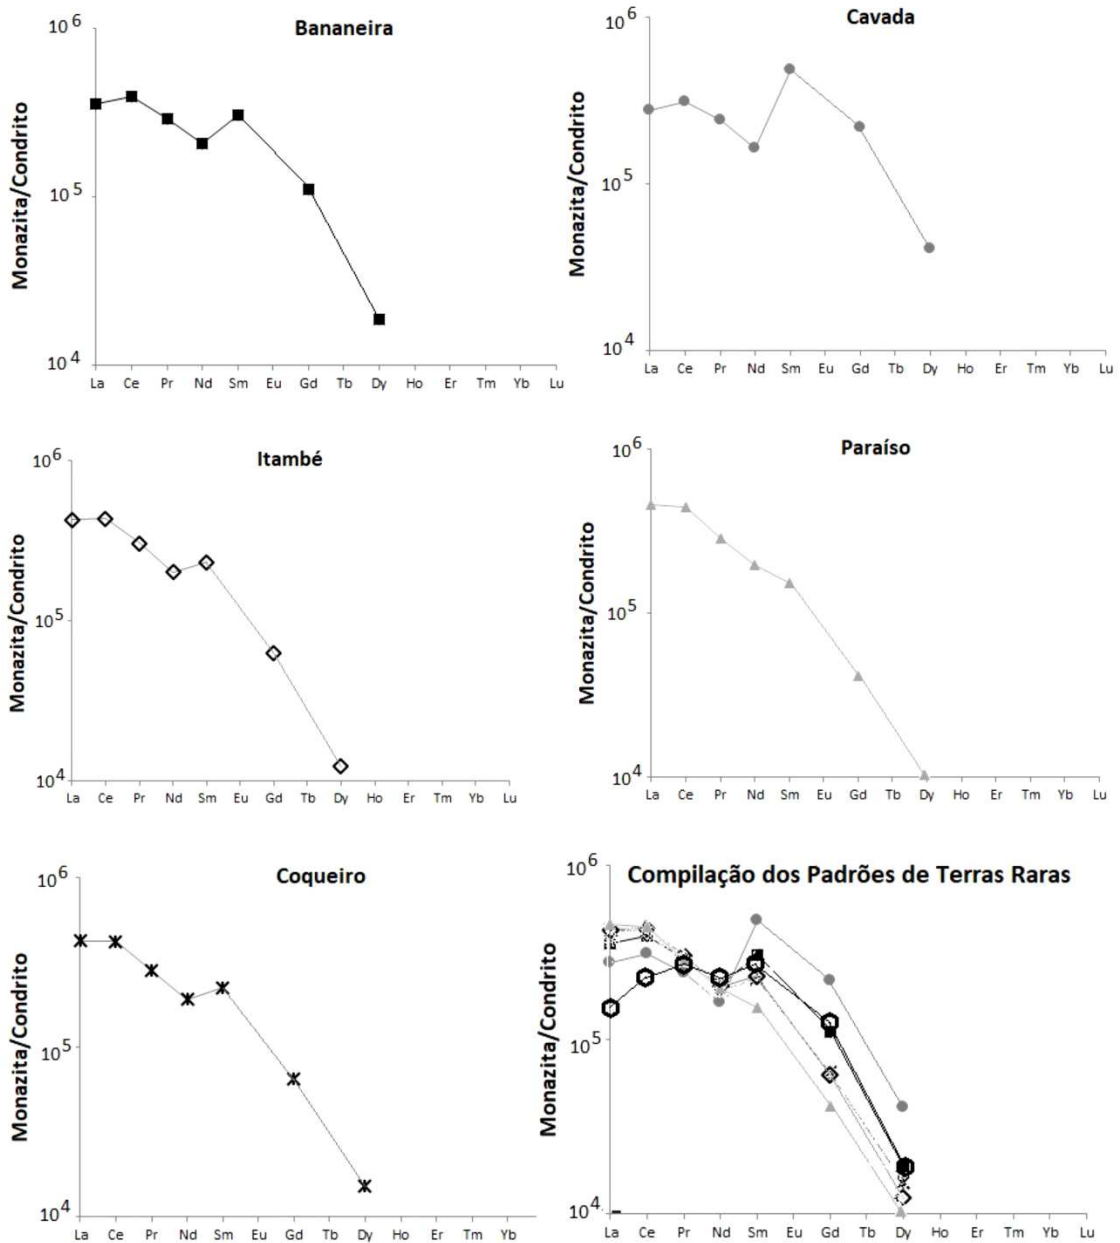 Bananeira
Monazita/Condrito
10^6
10^5
10^4
La Ce Pr Nd Sm Eu Gd Tb Dy Ho Er Tm Yb Lu
Cavada
Monazita/Condrito
10^6
10^5
10^4
La Ce Pr Nd Sm Eu Gd Tb Dy Ho Er Tm Yb Lu
Itambé
Monazita/Condrito
10^6
10^5
10^4
La Ce Pr Nd Sm Eu Gd Tb Dy Ho Er Tm Yb Lu
Paraíso
Monazita/Condrito
10^6
10^5
10^4
La Ce Pr Nd Sm Eu Gd Tb Dy Ho Er Tm Yb Lu
Coqueiro
Monazita/Condrito
10^6
10^5
10^4
La Ce Pr Nd Sm Eu Gd Tb Dy Ho Er Tm Yb
Compilação dos Padrões de Terras Raras
Monazita/Condrito
10^6
10^5
10^4
La Ce Pr Nd Sm Eu Gd Tb Dy Ho Er Tm Yb Lu